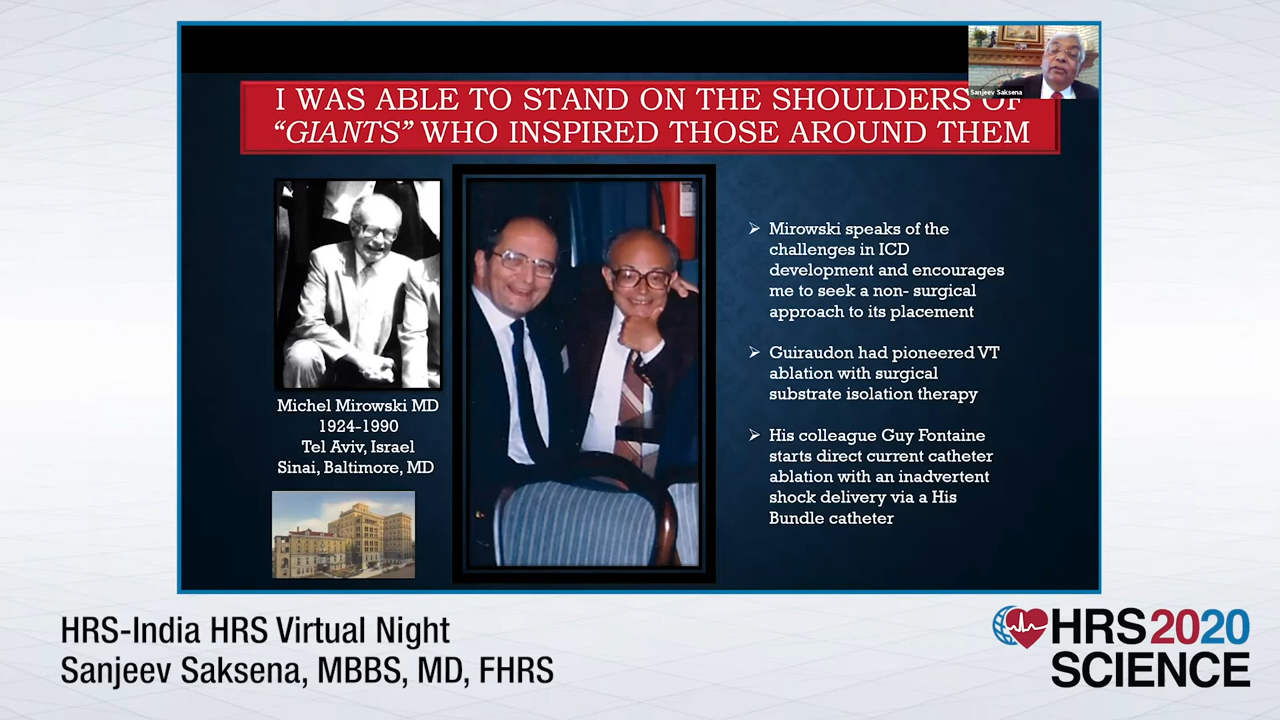 Sanjeev Saksena
I WAS ABLE TO STAND ON THE SHOULDERS OF
“GIANTS” WHO INSPIRED THOSE AROUND THEM
Michel Mirowski MD
1924-1990
Tel Aviv, Israel
Sinai, Baltimore, MD
➢ Mirowski speaks of the
challenges in ICD
development and encourages
me to seek a non- surgical
approach to its placement
➢ Guiraudon had pioneered VT
ablation with surgical
substrate isolation therapy
➢ His colleague Guy Fontaine
starts direct current catheter
ablation with an inadvertent
shock delivery via a His
Bundle catheter
HRS-India HRS Virtual Night
Sanjeev Saksena, MBBS, MD, FHRS
HRS2020
SCIENCE